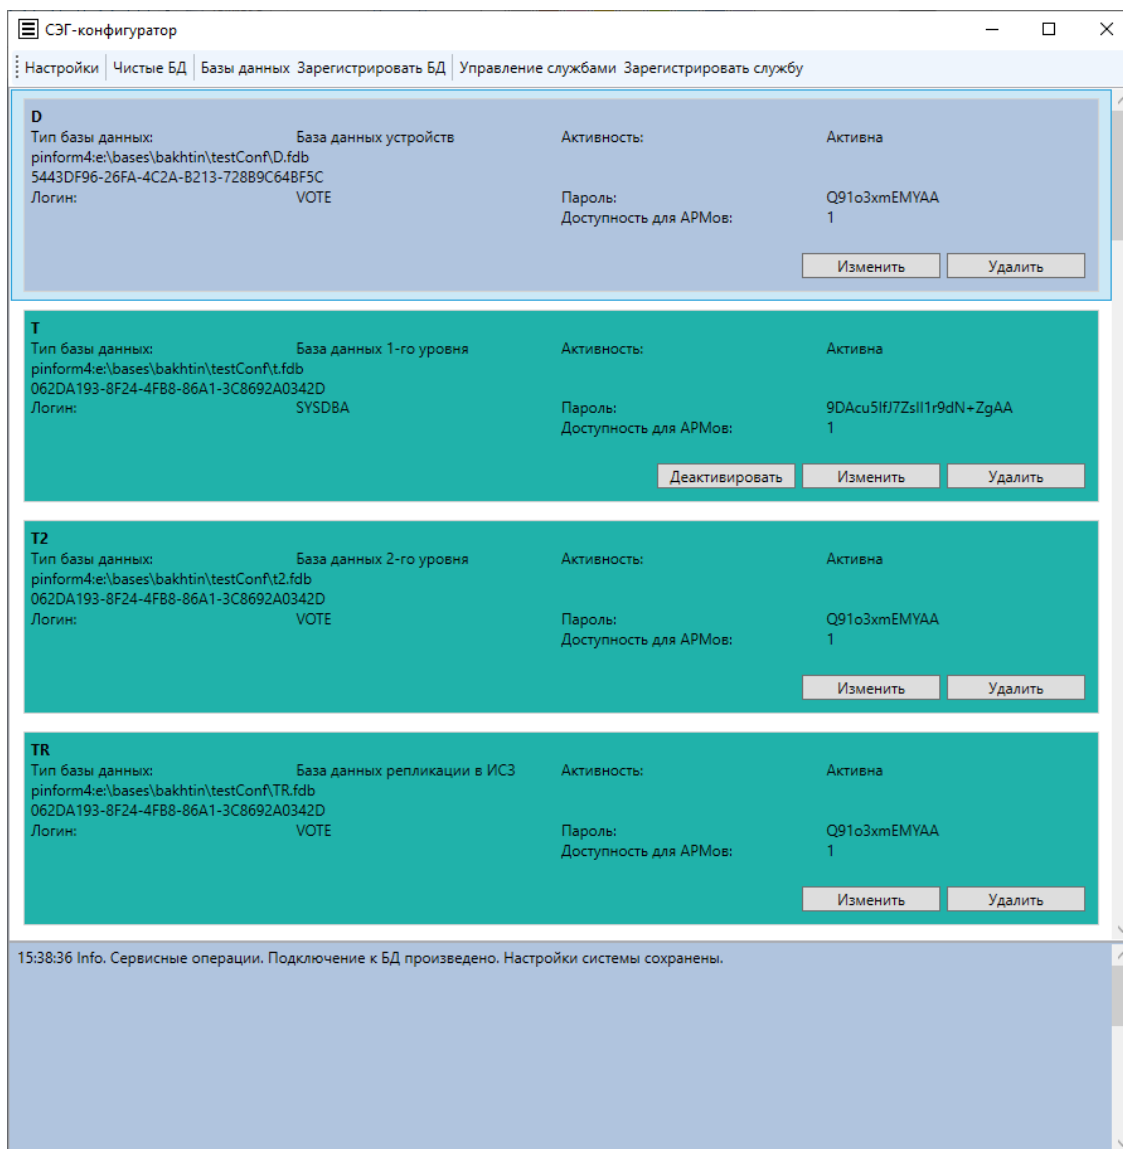 СЭГ-конфигуратор
Настройки Чистые БД Базы данных Зарегистрировать БД Управление службами Зарегистрировать службу
D
Тип базы данных: База данных устройств Активность: Активна
pinform4:e:\bases\bakhtin\testConf\D.fdb
5443DF96-26FA-4C2A-B213-728B9C64BF5C
Логин: VOTE Пароль: Q91o3xmEMYAA
Доступность для АРМов: 1
Изменить Удалить
T
Тип базы данных: База данных 1-го уровня Активность: Активна
pinform4:e:\bases\bakhtin\testConf\t.fdb
062DA193-8F24-4FB8-86A1-3C8692A0342D
Логин: SYSDBA Пароль: 9DAcu5IfJ7ZsII1r9dN+ZgAA
Доступность для АРМов: 1
Деактивировать Изменить Удалить
T2
Тип базы данных: База данных 2-го уровня Активность: Активна
pinform4:e:\bases\bakhtin\testConf\t2.fdb
062DA193-8F24-4FB8-86A1-3C8692A0342D
Логин: VOTE Пароль: Q91o3xmEMYAA
Доступность для АРМов: 1
Изменить Удалить
TR
Тип базы данных: База данных репликации в ИСЗ Активность: Активна
pinform4:e:\bases\bakhtin\testConf\TR.fdb
062DA193-8F24-4FB8-86A1-3C8692A0342D
Логин: VOTE Пароль: Q91o3xmEMYAA
Доступность для АРМов: 1
Изменить Удалить
15:38:36 Info. Сервисные операции. Подключение к БД произведено. Настройки системы сохранены.